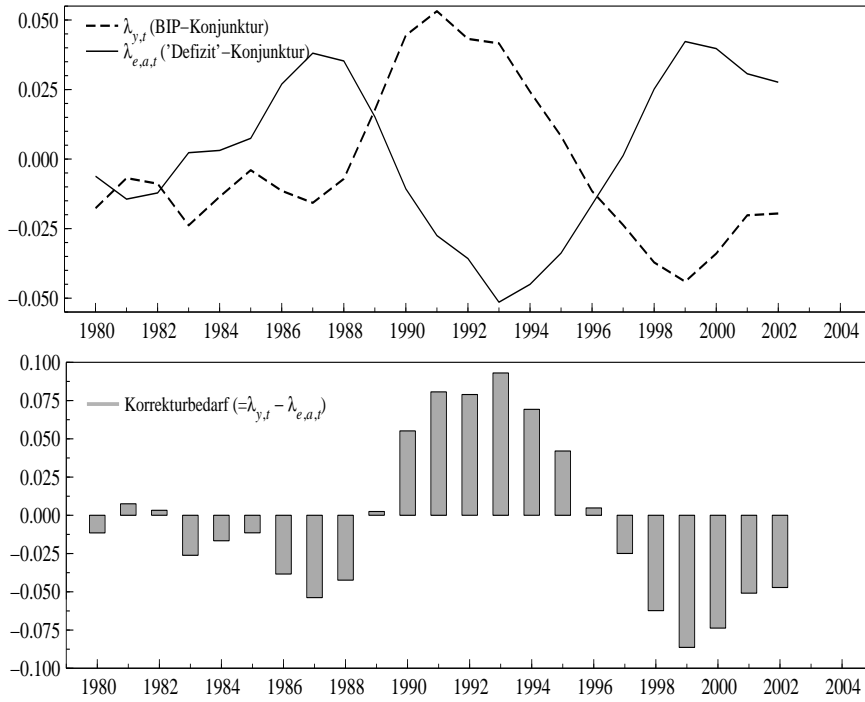 0.050
λy,t (BIP–Konjunktur)
λe,a,t ('Defizit'–Konjunktur)
0.025
0.000
−0.025
−0.050
1980 1982 1984 1986 1988 1990 1992 1994 1996 1998 2000 2002 2004
0.100
0.075
Korrekturbedarf (=λy,t − λe,a,t)
0.050
0.025
0.000
−0.025
−0.050
−0.075
−0.100
1980 1982 1984 1986 1988 1990 1992 1994 1996 1998 2000 2002 2004